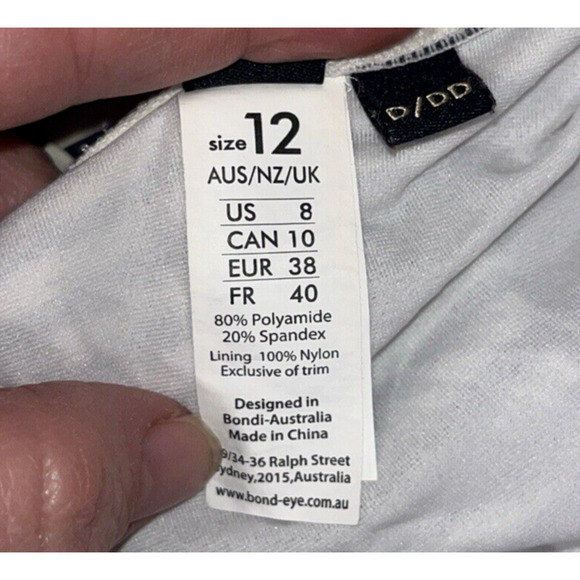 D/DD
size 12
AUS/NZ/UK
US 8
CAN 10
EUR 38
FR 40
80% Polyamide
20% Spandex
Lining 100% Nylon
Exclusive of trim
Designed in
Bondi-Australia
Made in China
9/34-36 Ralph Street
ydney,2015,Australia
www.bond-eye.com.au